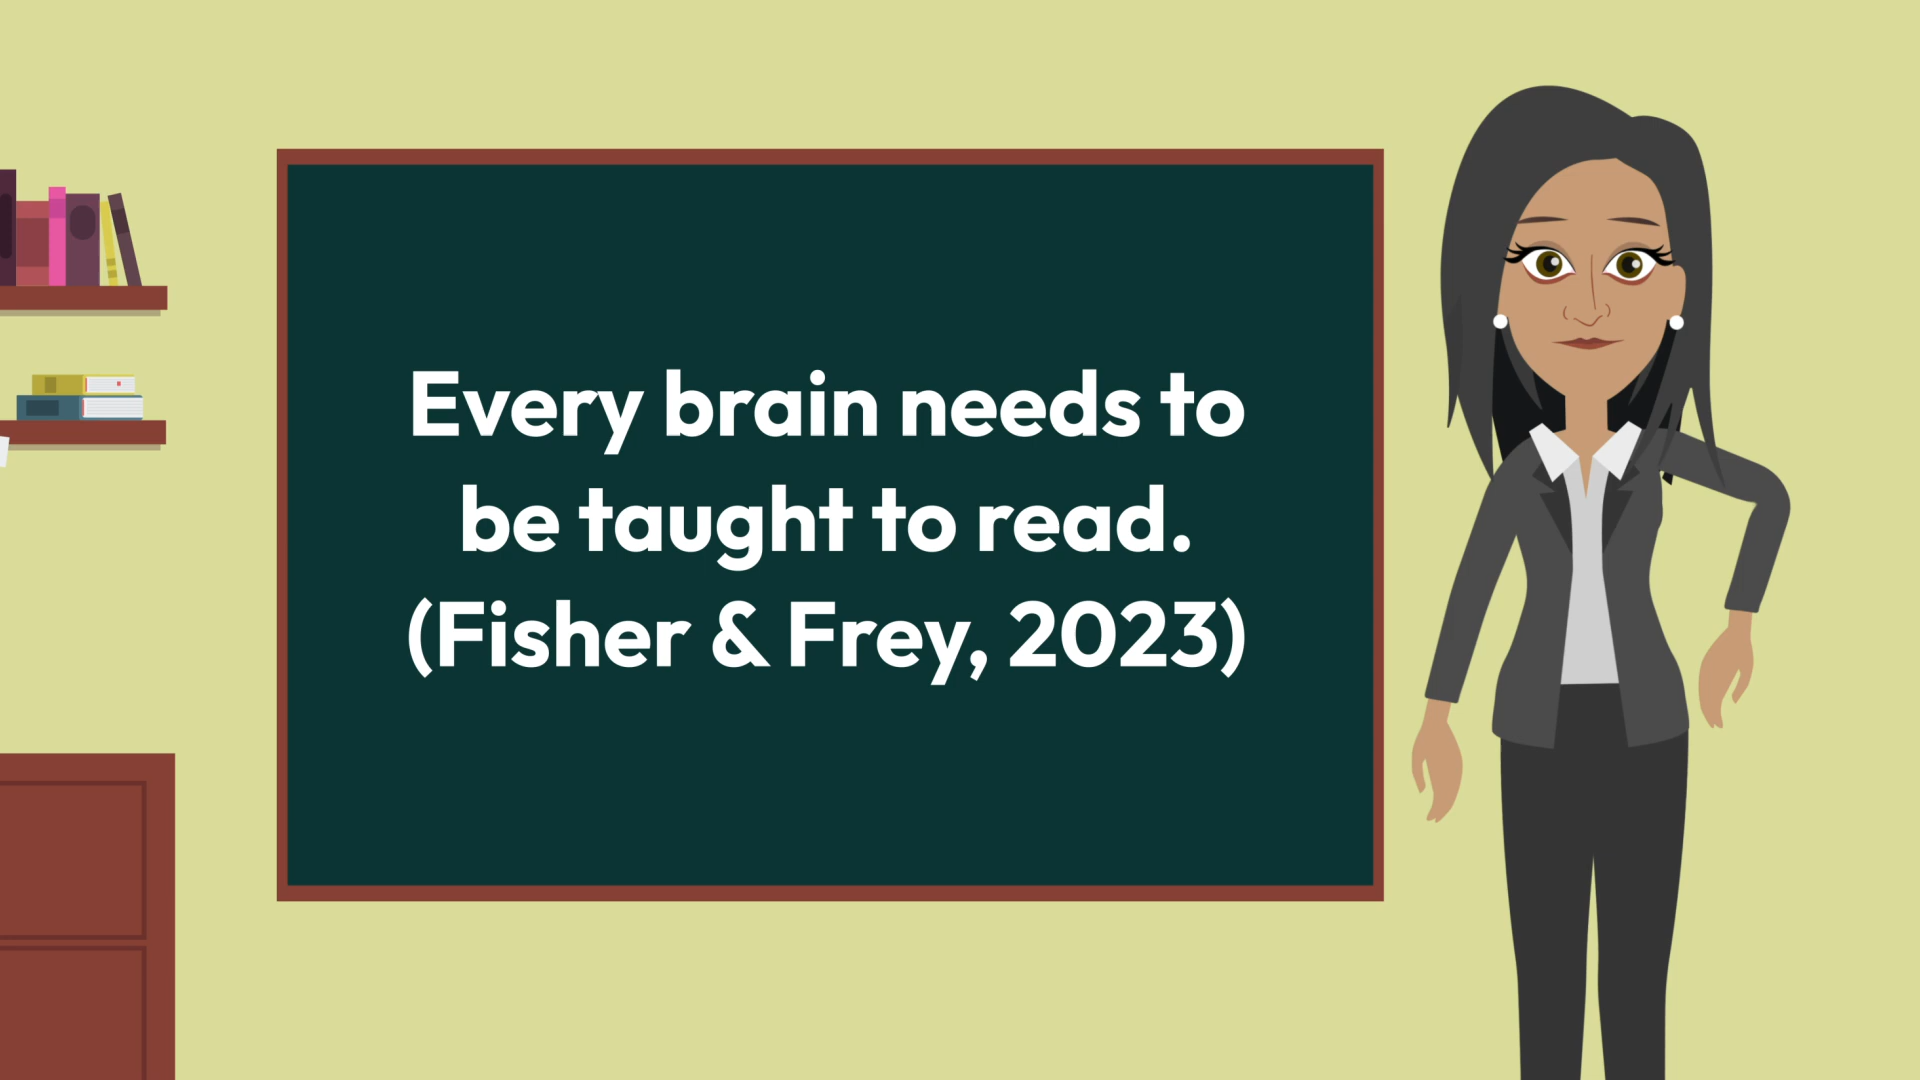 Every brain needs to
be taught to read.
(Fisher & Frey, 2023)